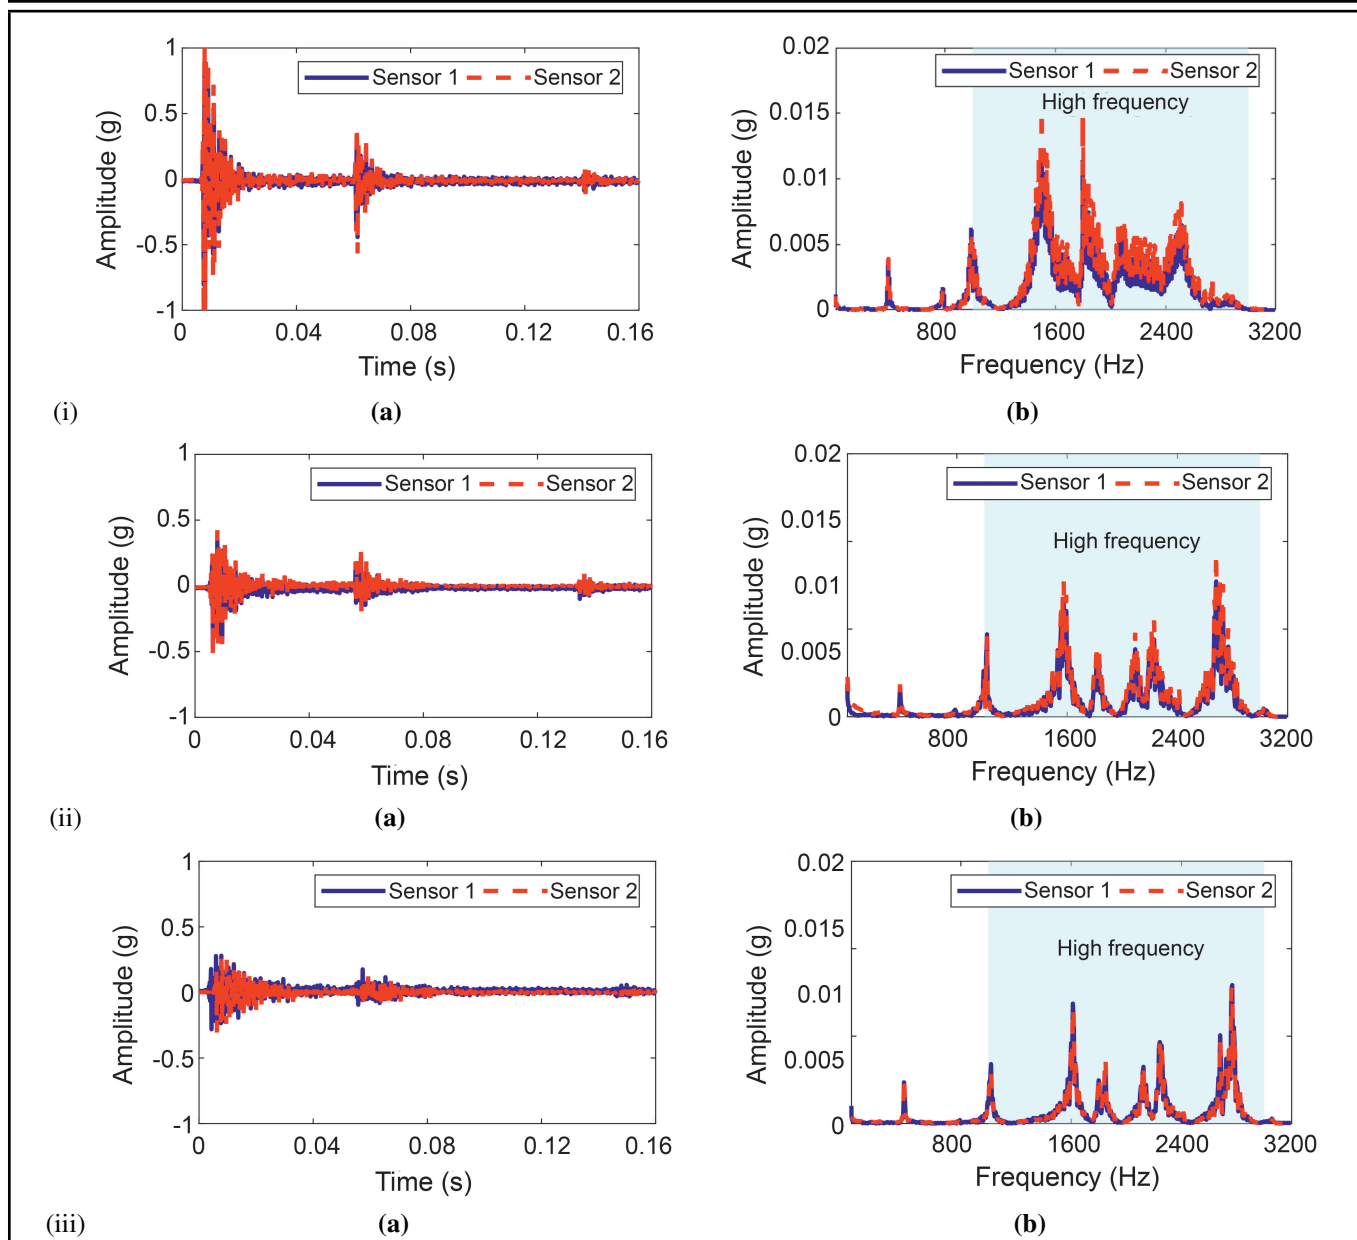 Sensor 1 Sensor 2
1
0.5
0
-0.5
-1
Amplitude (g)
0 0.04 0.08 0.12 0.16
Time (s)
(i) (a)
Sensor 1 Sensor 2
High frequency
0.02
0.015
0.01
0.005
0
Amplitude (g)
800 1600 2400 3200
Frequency (Hz)
(b)
Sensor 1 Sensor 2
1
0.5
0
-0.5
-1
Amplitude (g)
0 0.04 0.08 0.12 0.16
Time (s)
(ii) (a)
Sensor 1 Sensor 2
High frequency
0.02
0.015
0.01
0.005
0
Amplitude (g)
800 1600 2400 3200
Frequency (Hz)
(b)
Sensor 1 Sensor 2
1
0.5
0
-0.5
-1
Amplitude (g)
0 0.04 0.08 0.12 0.16
Time (s)
(iii) (a)
Sensor 1 Sensor 2
High frequency
0.02
0.015
0.01
0.005
0
Amplitude (g)
800 1600 2400 3200
Frequency (Hz)
(b)